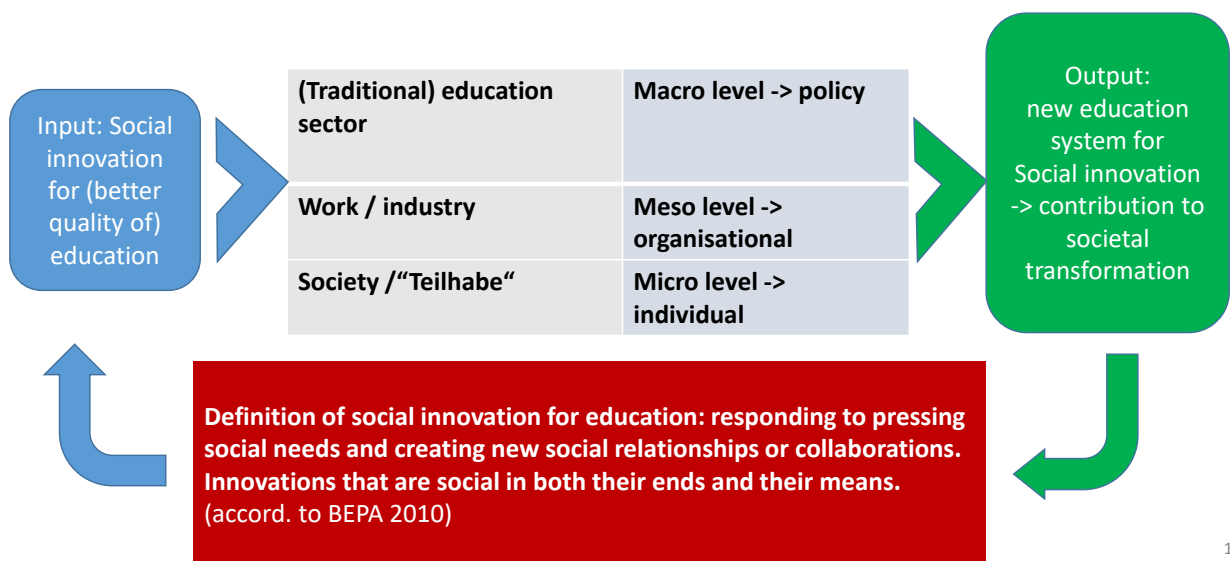 Input: Social
innovation
for (better
quality of)
education
(Traditional) education
sector
Macro level -> policy
Work / industry
Meso level ->
organisational
Society /“Teilhabe“
Micro level ->
individual
Output:
new education
system for
Social innovation
-> contribution to
societal
transformation
Definition of social innovation for education: responding to pressing
social needs and creating new social relationships or collaborations.
Innovations that are social in both their ends and their means.
(accord. to BEPA 2010)
1